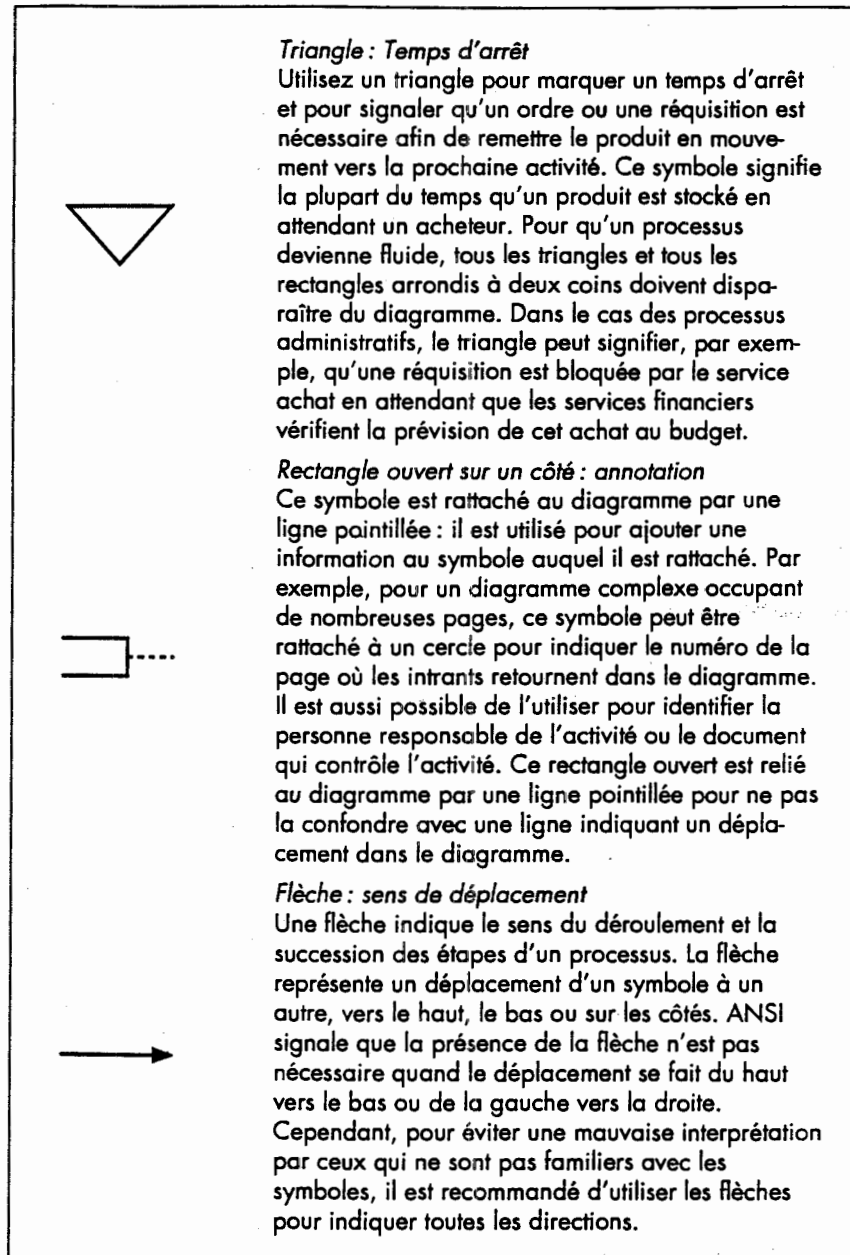 Triangle : Temps d'arrêt
Utilisez un triangle pour marquer un temps d'arrêt
et pour signaler qu'un ordre ou une réquisition est
nécessaire afin de remettre le produit en mouve-
ment vers la prochaine activité. Ce symbole signifie
la plupart du temps qu'un produit est stocké en
attendant un acheteur. Pour qu'un processus
devienne fluide, tous les triangles et tous les
rectangles arrondis à deux coins doivent dispa-
raître du diagramme. Dans le cas des processus
administratifs, le triangle peut signifier, par exem-
ple, qu'une réquisition est bloquée par le service
achat en attendant que les services financiers
vérifient la prévision de cet achat au budget.
Rectangle ouvert sur un côté : annotation
Ce symbole est rattaché au diagramme par une
ligne pointillée : il est utilisé pour ajouter une
information au symbole auquel il est rattaché. Par
exemple, pour un diagramme complexe occupant
de nombreuses pages, ce symbole peut être
rattaché à un cercle pour indiquer le numéro de la
page où les intrants retournent dans le diagramme.
Il est aussi possible de l'utiliser pour identifier la
personne responsable de l'activité ou le document
qui contrôle l'activité. Ce rectangle ouvert est relié
au diagramme par une ligne pointillée pour ne pas
la confondre avec une ligne indiquant un dépla-
cement dans le diagramme.
Flèche : sens de déplacement
Une flèche indique le sens du déroulement et la
succession des étapes d'un processus. La flèche
représente un déplacement d'un symbole à un
autre, vers le haut, le bas ou sur les côtés. ANSI
signale que la présence de la flèche n'est pas
nécessaire quand le déplacement se fait du haut
vers le bas ou de la gauche vers la droite.
Cependant, pour éviter une mauvaise interprétation
par ceux qui ne sont pas familiers avec les
symboles, il est recommandé d'utiliser les flèches
pour indiquer toutes les directions.